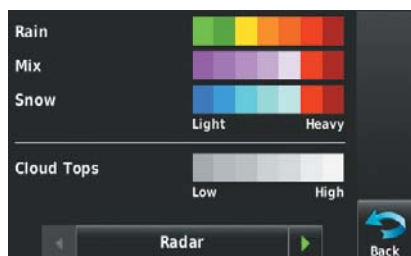 Rain
Mix
Snow
Light Heavy
Cloud Tops
Low High
Radar
Back